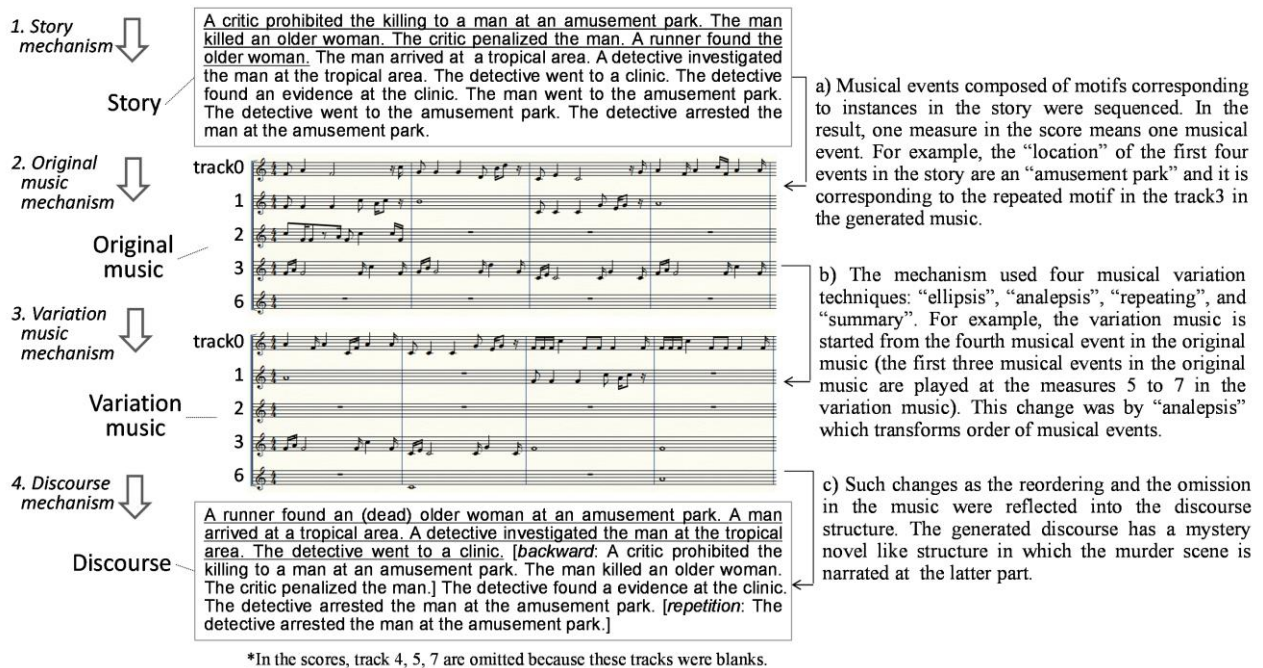 1. Story
mechanism
A critic prohibited the killing to a man at an amusement park. The man
killed an older woman. The critic penalized the man. A runner found the
older woman. The man arrived at a tropical area. A detective investigated
the man at the tropical area. The detective went to a clinic. The detective
found an evidence at the clinic. The man went to the amusement park.
The detective went to the amusement park. The detective arrested the
man at the amusement park.
Story
a) Musical events composed of motifs corresponding
to instances in the story were sequenced. In the
result, one measure in the score means one musical
event. For example, the “location” of the first four
events in the story are an “amusement park” and it is
corresponding to the repeated motif in the track3 in
the generated music.
2. Original
music mechanism
Original
music
track0
1
2
3
6
b) The mechanism used four musical variation
techniques: “ellipsis”, “analepsis”, “repeating”, and
“summary”. For example, the variation music is
started from the fourth musical event in the original
music (the first three musical events in the original
music are played at the measures 5 to 7 in the
variation music). This change was by “analepsis”
which transforms order of musical events.
3. Variation
music mechanism
Variation
music
track0
1
2
3
6
c) Such changes as the reordering and the omission
in the music were reflected into the discourse
structure. The generated discourse has a mystery
novel like structure in which the murder scene is
narrated at the latter part.
4. Discourse
mechanism
Discourse
A runner found an (dead) older woman at an amusement park. A man
arrived at a tropical area. A detective investigated the man at the tropical
area. The detective went to a clinic. [backward: A critic prohibited the
killing to a man at an amusement park. The man killed an older woman.
The critic penalized the man.] The detective found a evidence at the clinic.
The detective arrested the man at the amusement park. [repetition: The
detective arrested the man at the amusement park.]
*In the scores, track 4, 5, 7 are omitted because these tracks were blanks.